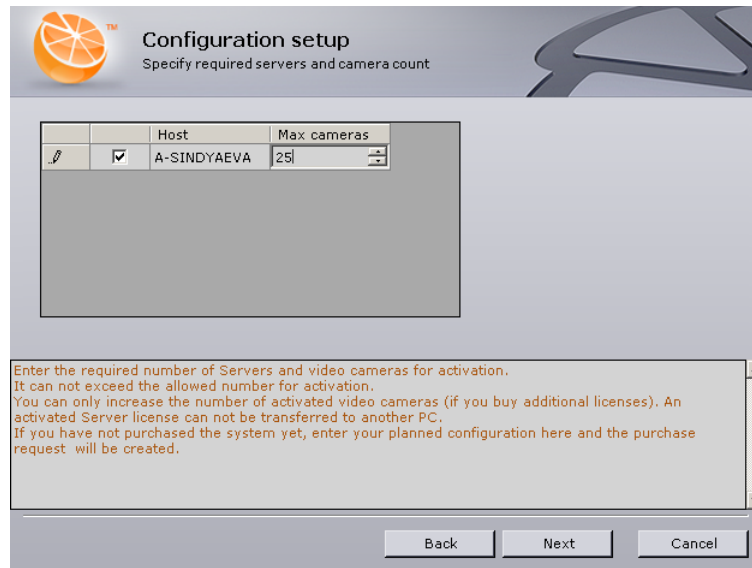 TM
Configuration setup
Specify required servers and camera count
Host Max cameras
A-SINDYAEVA 25
Enter the required number of Servers and video cameras for activation.
It can not exceed the allowed number for activation.
You can only increase the number of activated video cameras (if you buy additional licenses). An
activated Server license can not be transferred to another PC.
If you have not purchased the system yet, enter your planned configuration here and the purchase
request will be created.
Back Next Cancel